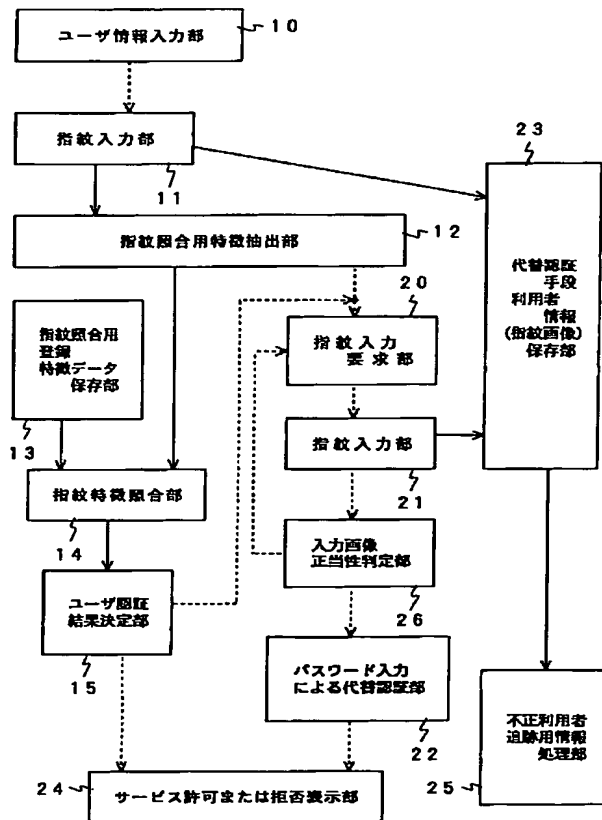 ユーザ情報入力部
10
指紋入力部
11
23
指紋照合用特徴抽出部
12
代替認証
手段
利用者
情報
(指紋画像)
保存部
20
指紋照合用
登録
特徴データ
保存部
13
指紋入力
要求部
指紋入力部
21
指紋特徴照合部
14
入力画像
正当性判定部
26
ユーザ認証
結果決定部
15
パスワード入力
による代替認証部
22
不正利用者
追跡用情報
処理部
25
24
サービス許可または拒否表示部